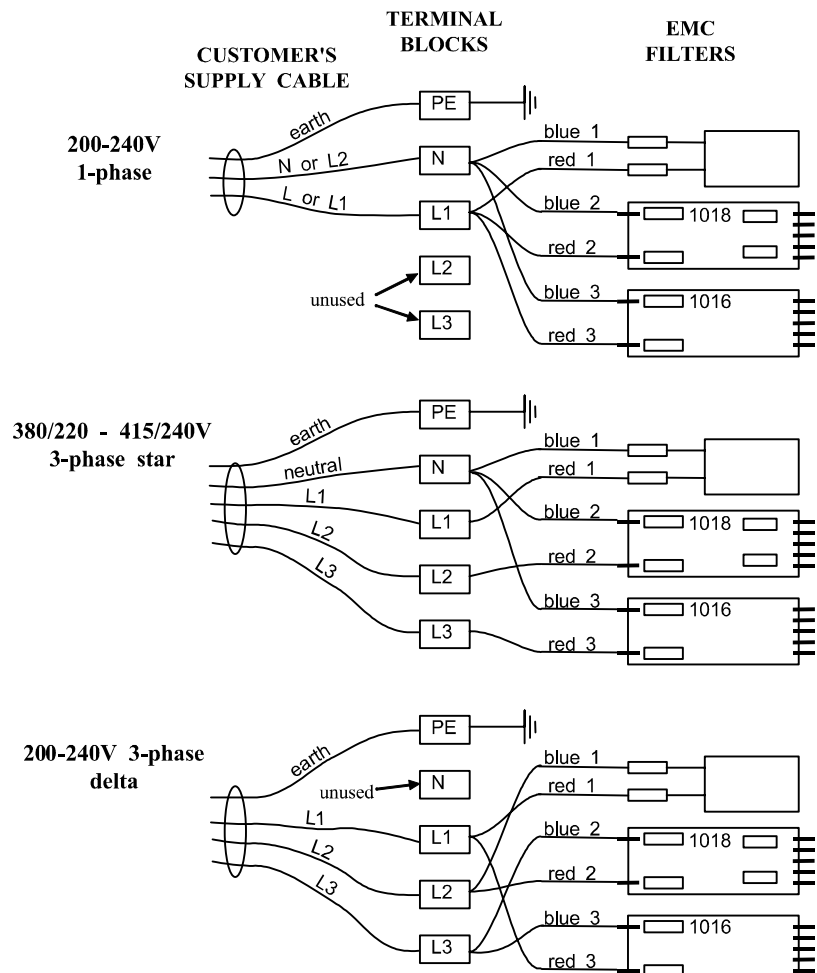 CUSTOMER'S
SUPPLY CABLE
TERMINAL
BLOCKS
EMC
FILTERS
200-240V
1-phase
earth
N or L2
L or L1
PE
N
L1
L2
L3
unused
blue 1
red 1
blue 2
red 2
blue 3
red 3
1018
1016
380/220 - 415/240V
3-phase star
earth
neutral
L1
L2
L3
PE
N
L1
L2
L3
blue 1
red 1
blue 2
red 2
blue 3
red 3
1018
1016
200-240V 3-phase
delta
earth
L1
L2
L3
unused
PE
N
L1
L2
L3
blue 1
red 1
blue 2
red 2
blue 3
red 3
1018
1016